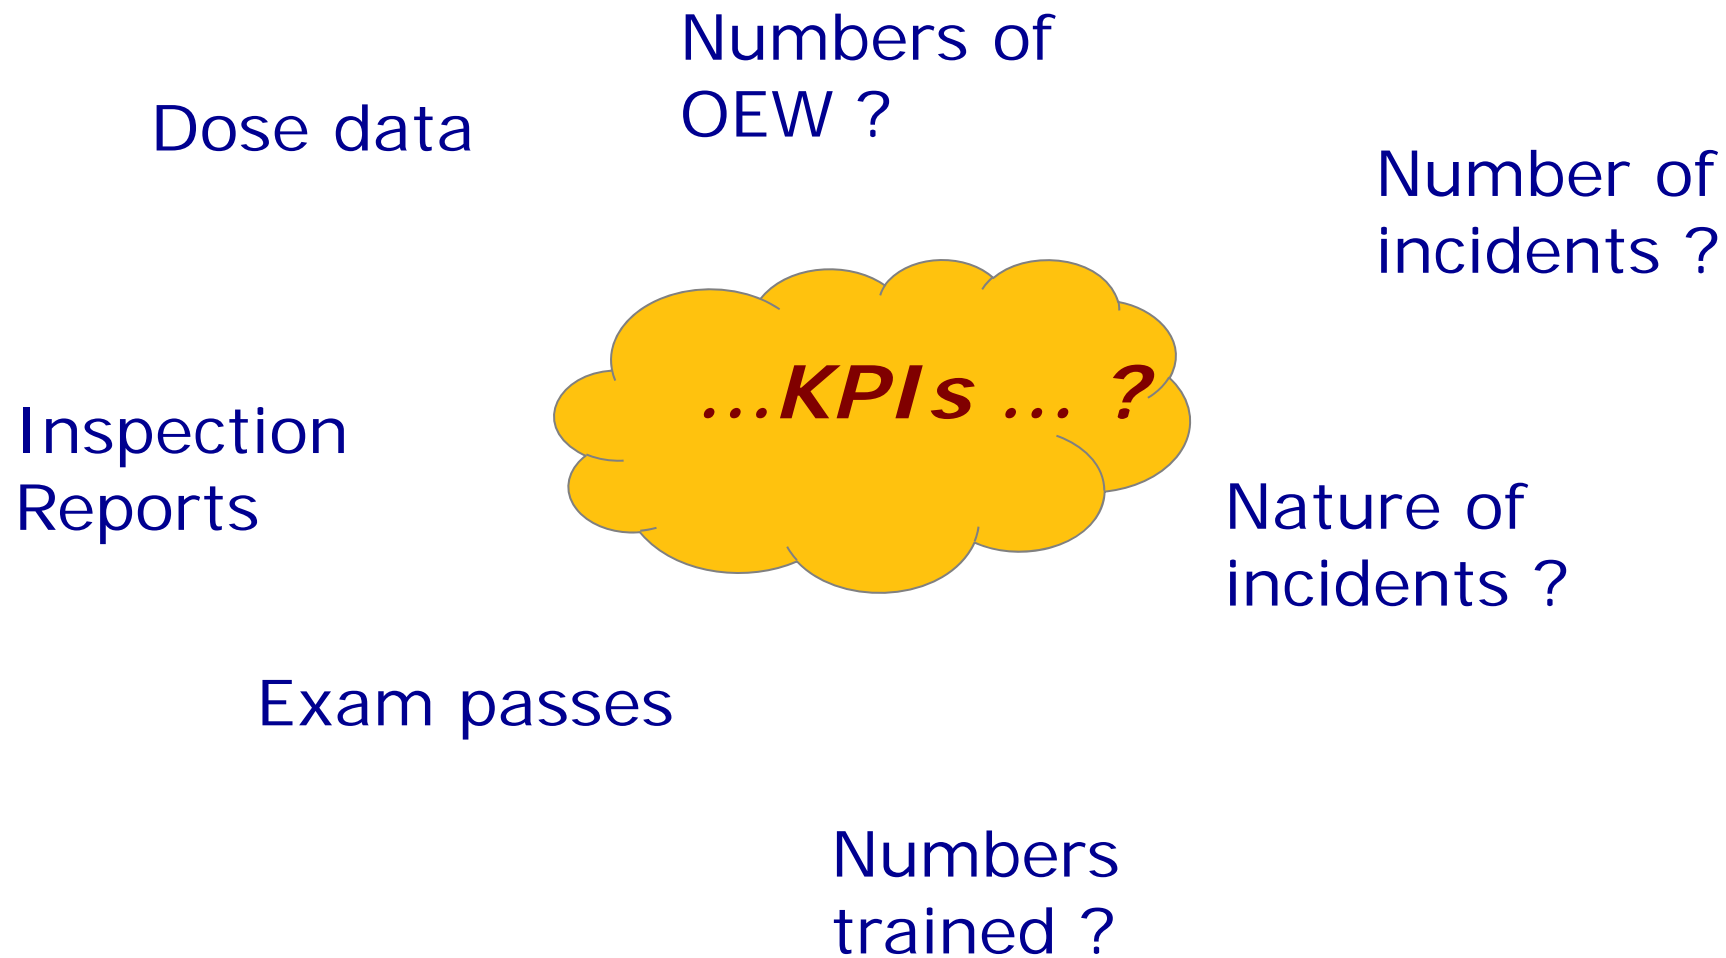 Numbers of
OEW ?
Dose data
Number of
incidents ?
...KPIs ... ?
Inspection
Reports
Nature of
incidents ?
Exam passes
Numbers
trained ?